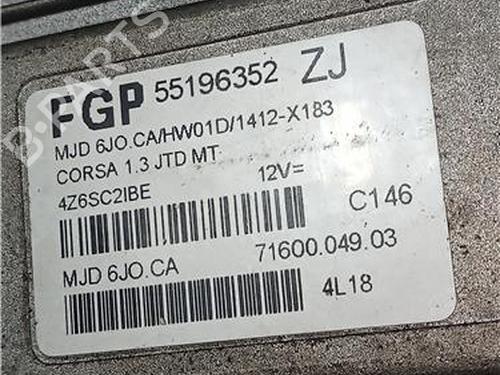 FGP 55196352 ZJ
MJD 6JO.CA/HW01D/1412-X183
CORSA 1.3 JTD MT
4Z6SC2IBE 12V=
C146
MJD 6JO.CA 71600.049.03
4L18
B-PARTS